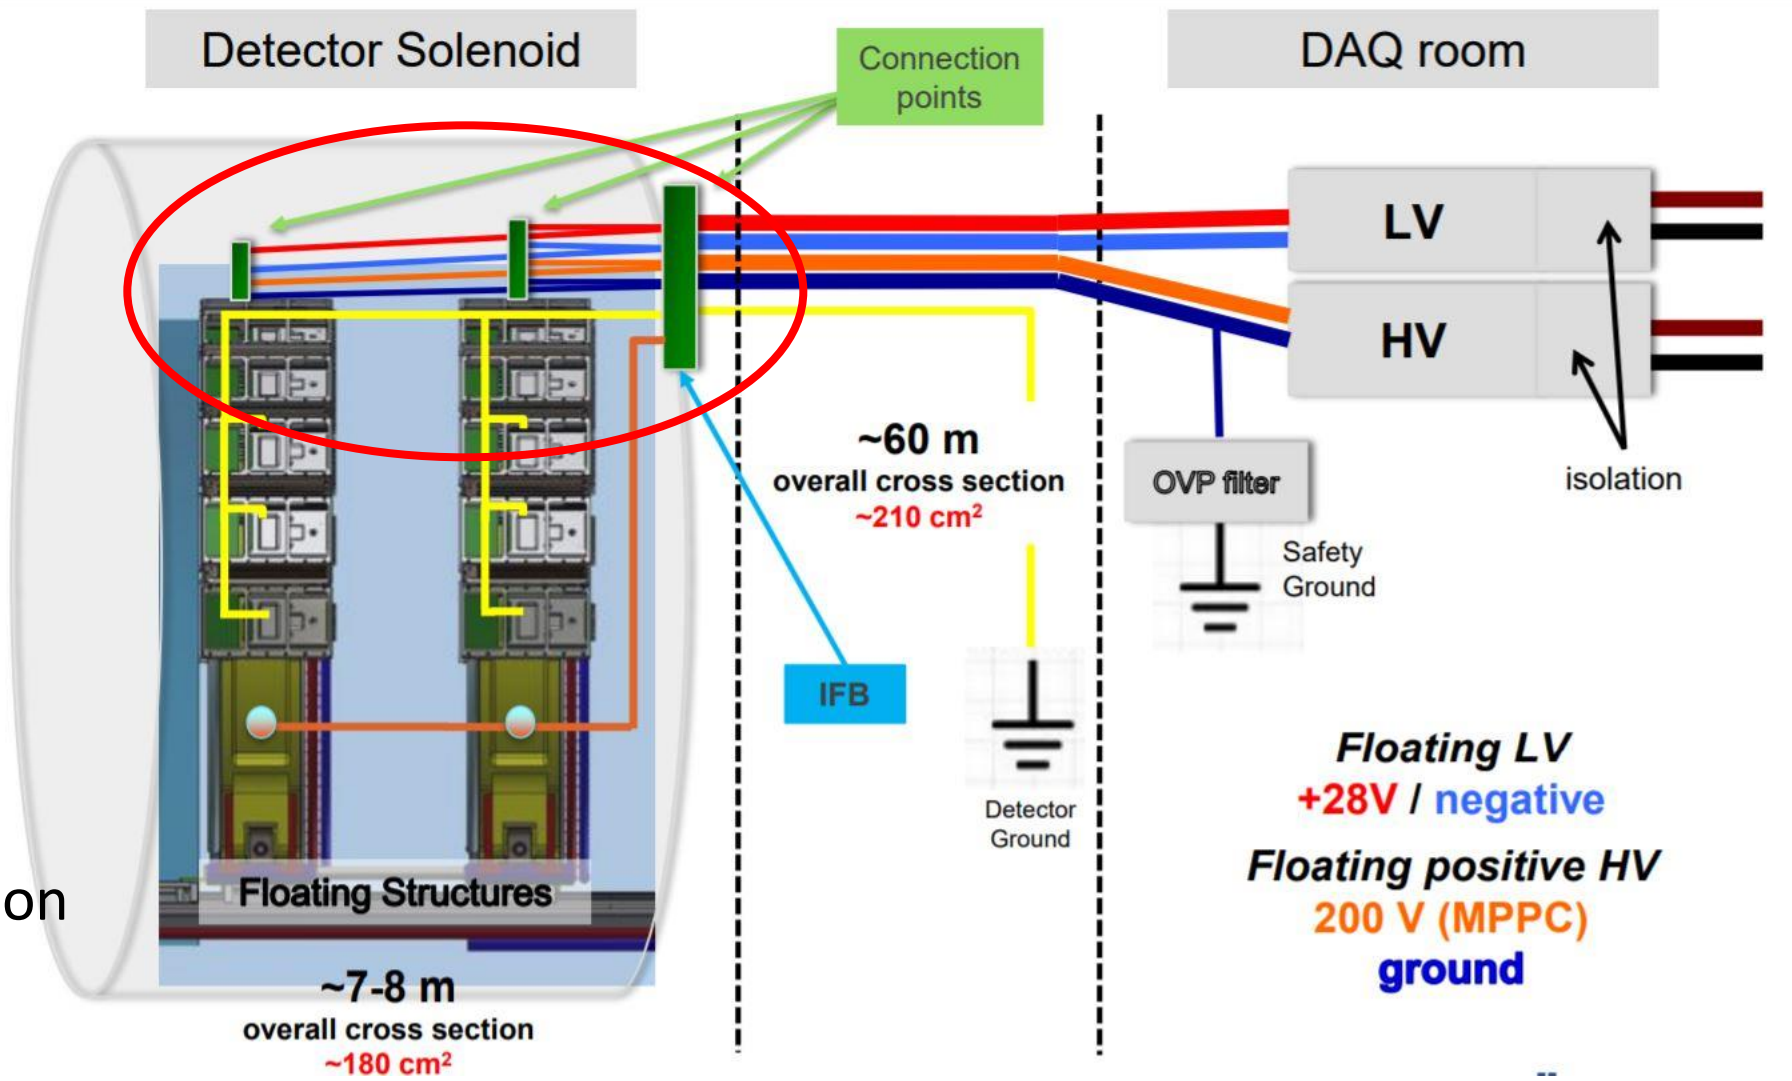 Detector Solenoid
Connection
points
DAQ room
LV
HV
~60 m
overall cross section
~210 cm²
OVP filter
isolation
Safety
Ground
IFB
Detector
Ground
Floating LV
+28V / negative
Floating positive HV
200 V (MPPC)
ground
on
Floating Structures
~7-8 m
overall cross section
~180 cm²